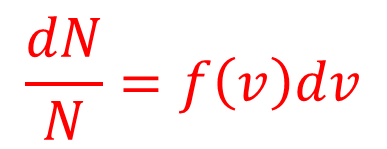 dN/N = f(v)dv